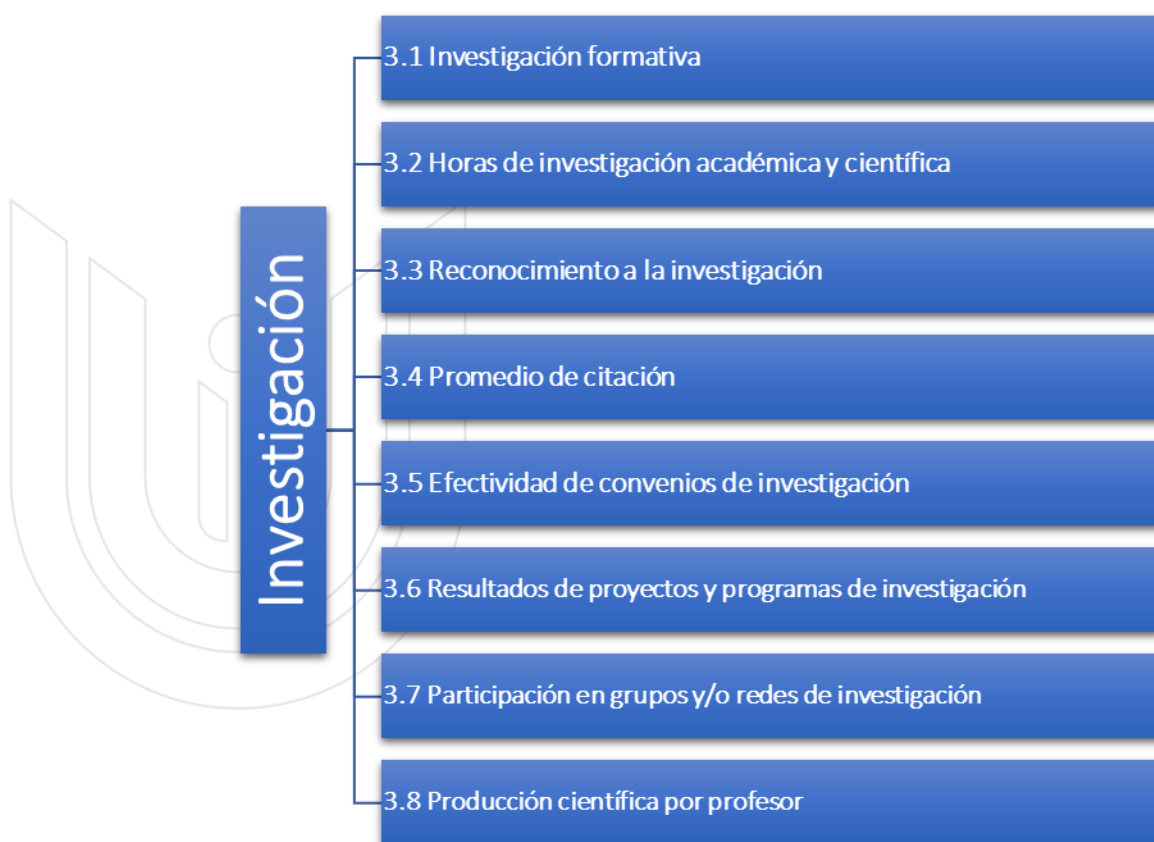 Investigación
3.1 Investigación formativa
3.2 Horas de investigación académica y científica
3.3 Reconocimiento a la investigación
3.4 Promedio de citación
3.5 Efectividad de convenios de investigación
3.6 Resultados de proyectos y programas de investigación
3.7 Participación en grupos y/o redes de investigación
3.8 Producción científica por profesor